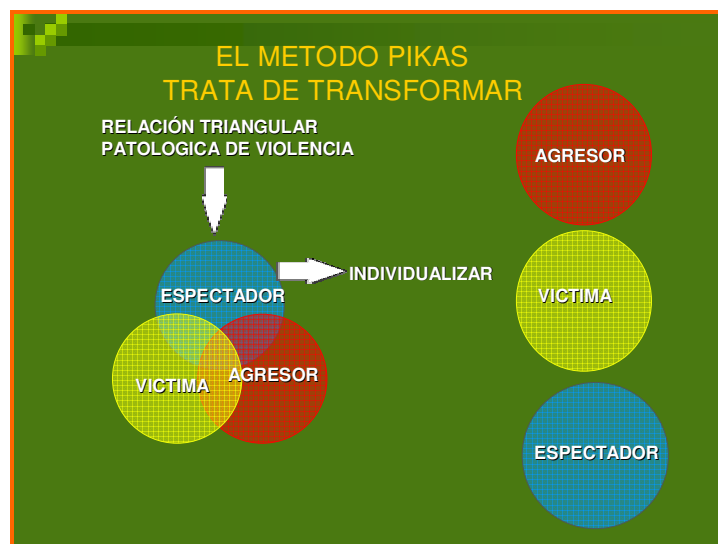 EL METODO PIKAS
TRATA DE TRANSFORMAR
RELACIÓN TRIANGULAR
PATOLOGICA DE VIOLENCIA
AGRESOR
INDIVIDUALIZAR
ESPECTADOR
VICTIMA
AGRESOR
VICTIMA
ESPECTADOR